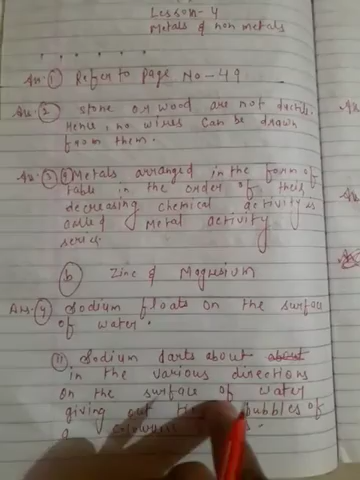 Lesson - 4
Metals & non metals
Ans. 1 Refer to Page No - 49
Ans. 2 stone or wood are not ductile.
Hence, no wires can be drawn
from them.
Ans. 3 a Metals arranged in the form of
table in the order of their
decreasing chemical activity is
called Metal activity
series.
b Zinc & Magnesium
Ans. 4 Sodium floats on the surface
of water.
Sodium darts about
in the various directions
on the surface of water
giving out bubbles of